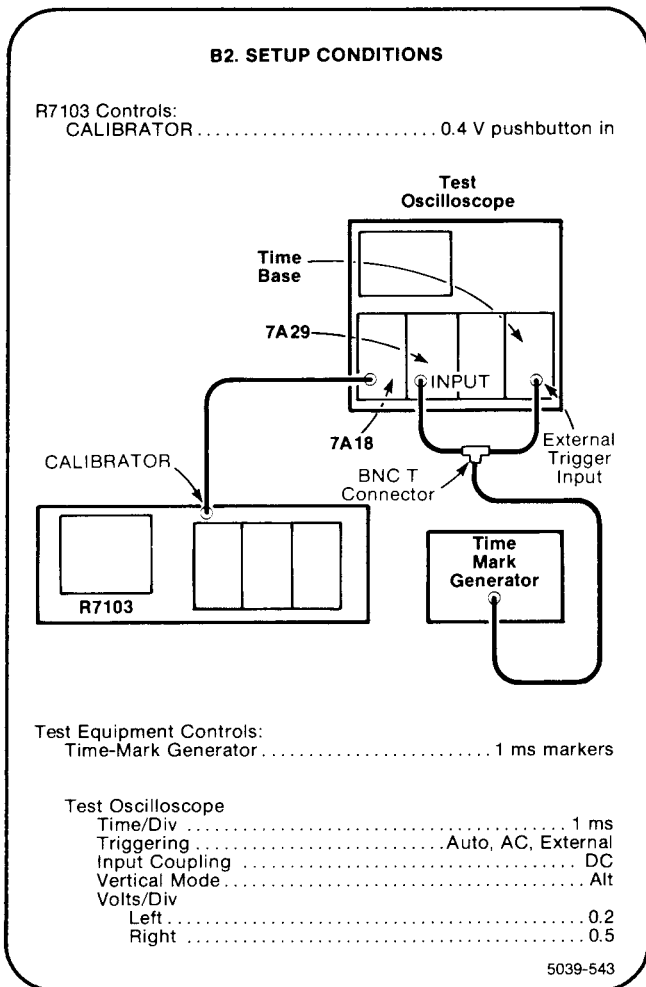 B2. SETUP CONDITIONS
R7103 Controls:
CALIBRATOR ........................ 0.4 V pushbutton in
Test
Oscilloscope
Time
Base
7A29
INPUT
7A18
CALIBRATOR
BNC T
Connector
External
Trigger
Input
Time
Mark
Generator
R7103
Test Equipment Controls:
Time-Mark Generator ........................ 1 ms markers
Test Oscilloscope
Time/Div ........................ 1 ms
Triggering ........................ Auto, AC, External
Input Coupling ........................ DC
Vertical Mode ........................ Alt
Volts/Div
Left ........................ 0.2
Right ........................ 0.5
5039-543